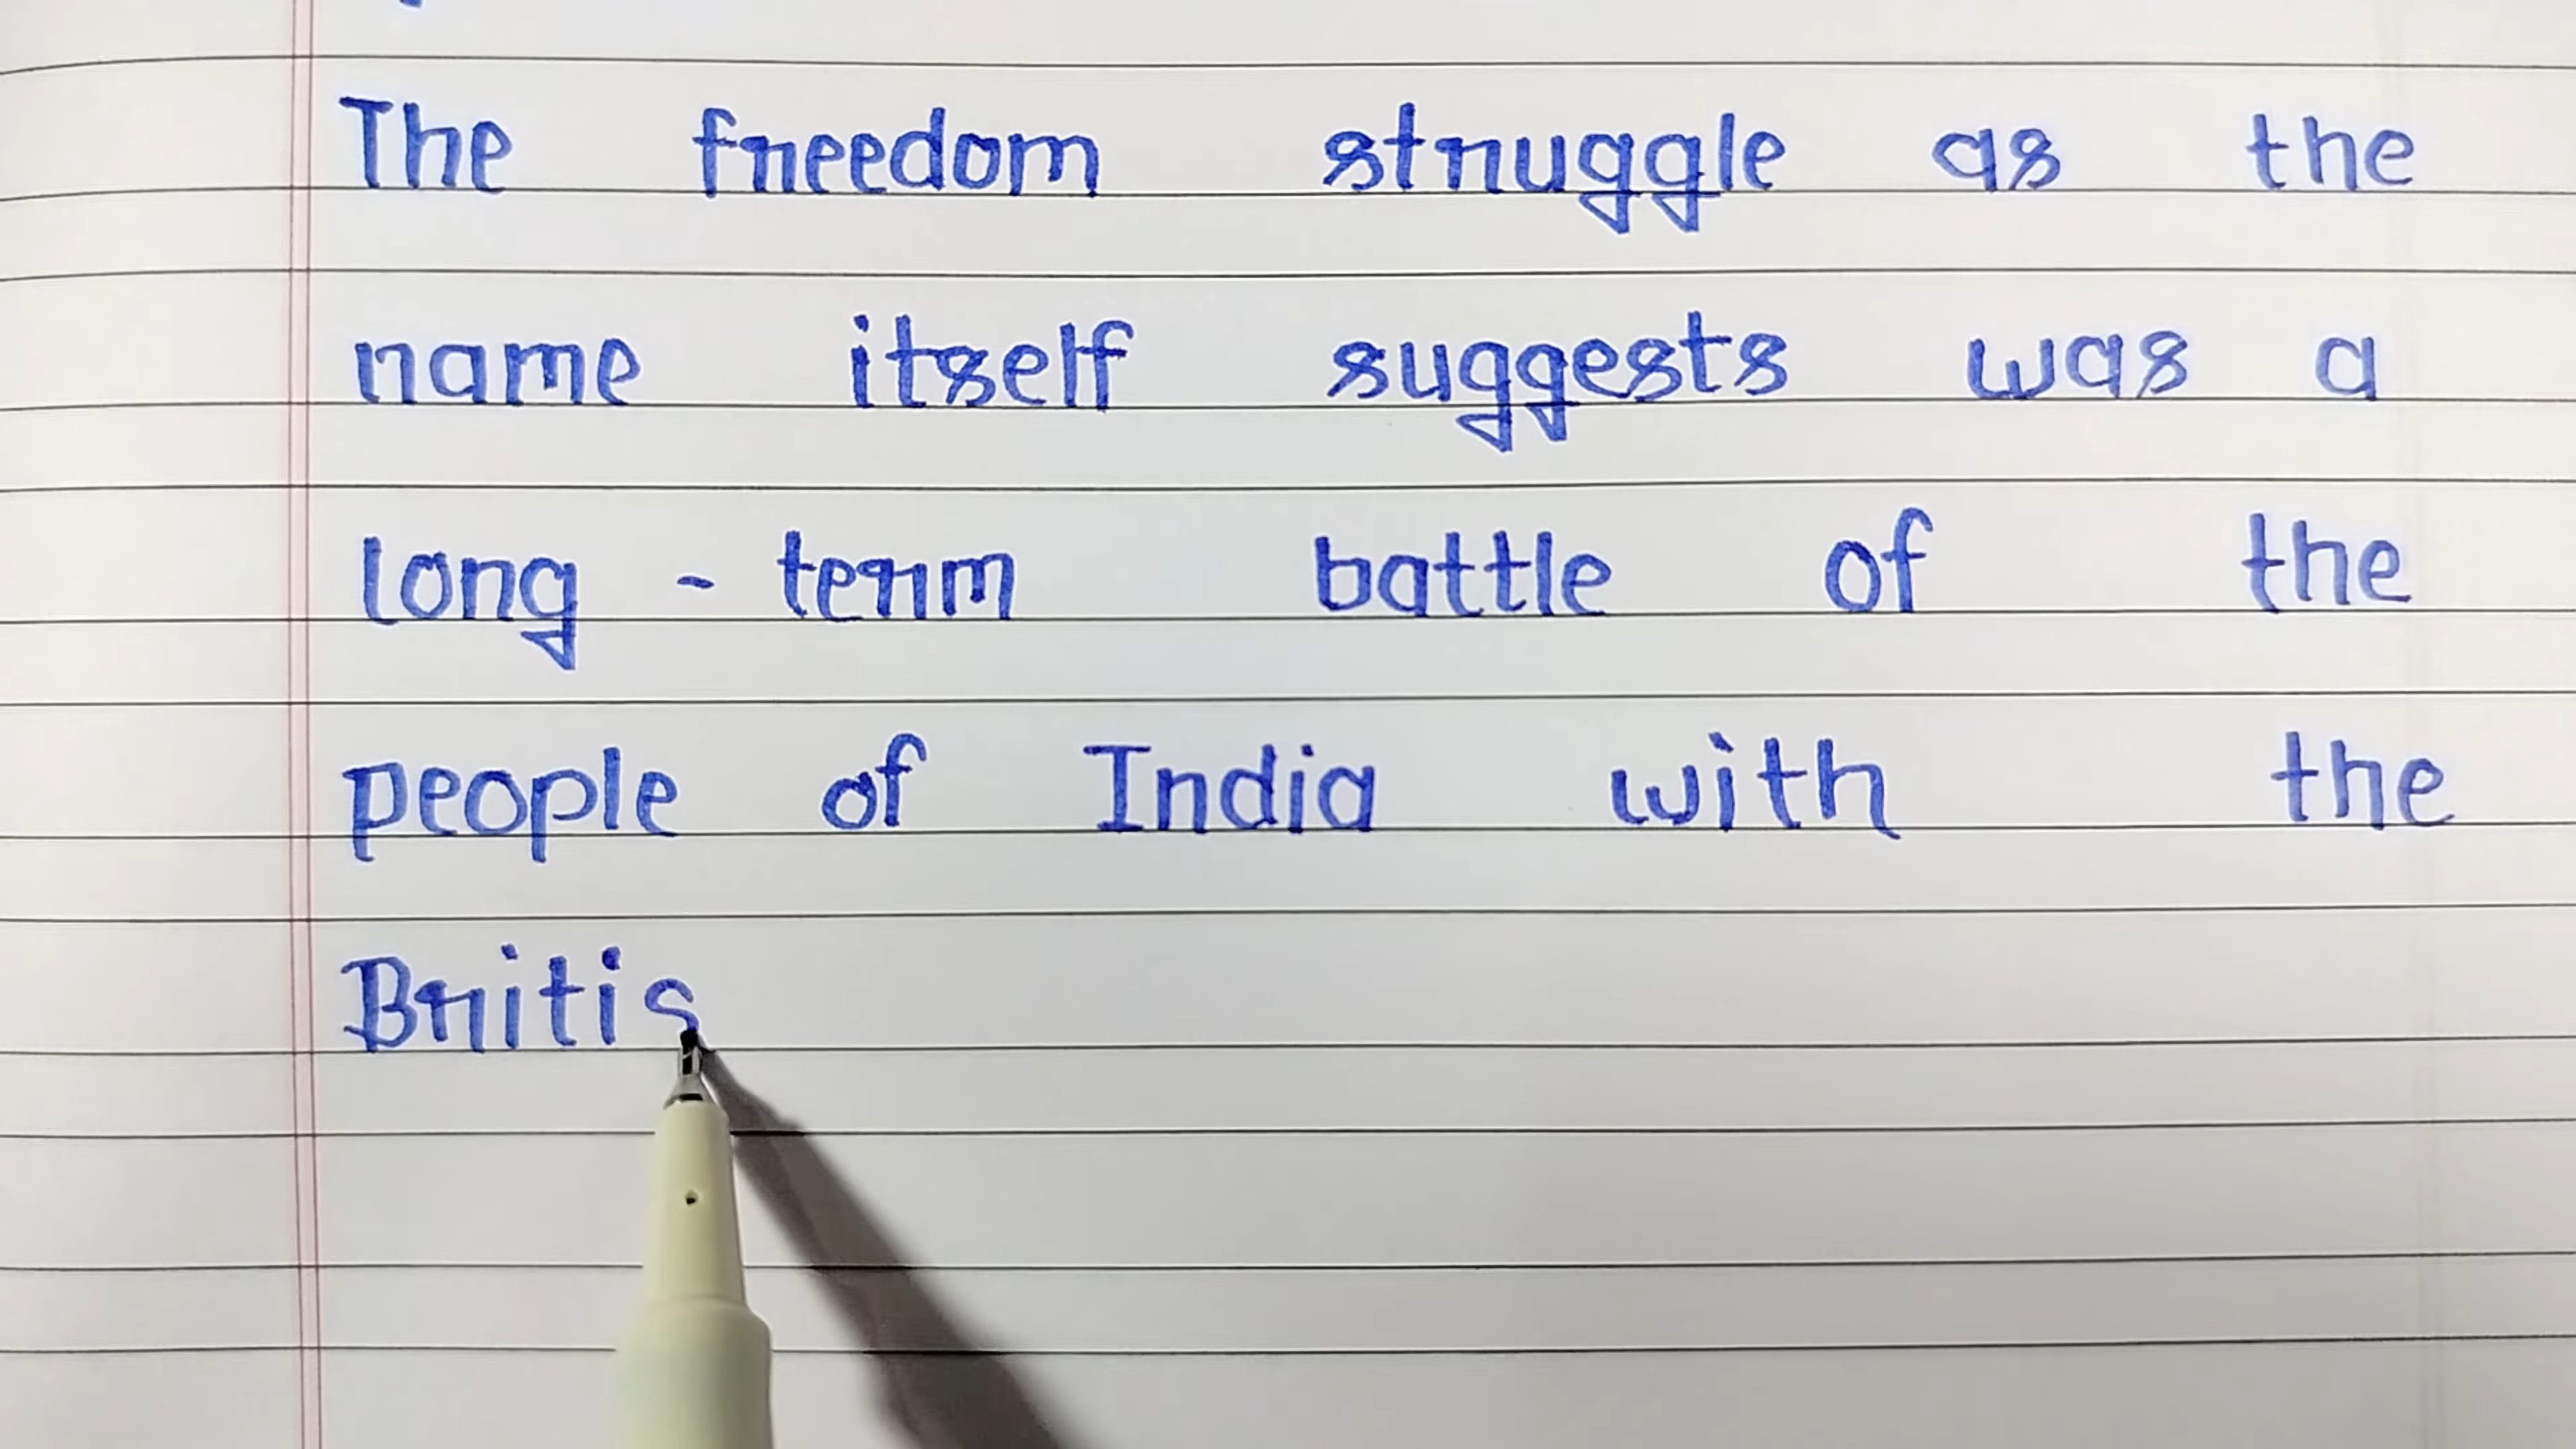 The freedom struggle as the
name itself suggests was a
long - term battle of the
people of India with the
Britis